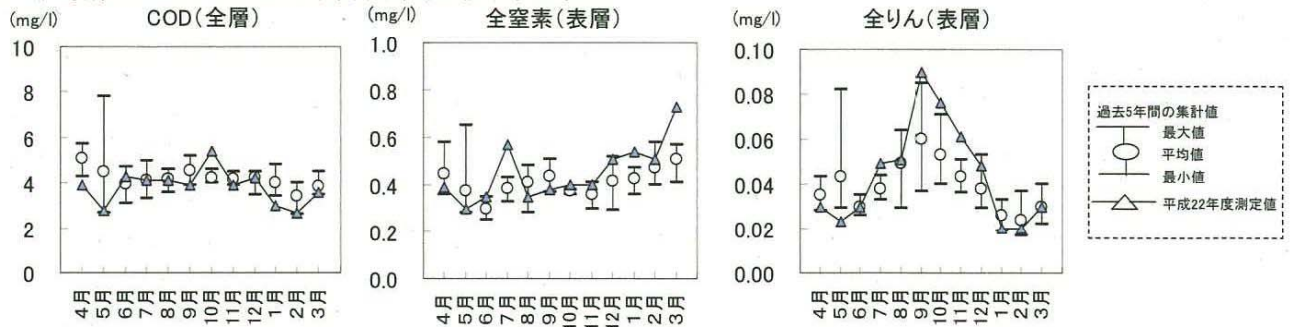 (mg/l) COD(全層)
10
8
6
4
2
0
4月 5月 6月 7月 8月 9月 10月 11月 12月 1月 2月 3月
(mg/l) 全窒素(表層)
1.0
0.8
0.6
0.4
0.2
0.0
4月 5月 6月 7月 8月 9月 10月 11月 12月 1月 2月 3月
(mg/l) 全りん(表層)
0.10
0.08
0.06
0.04
0.02
0.00
4月 5月 6月 7月 8月 9月 10月 11月 12月 1月 2月 3月
過去5年間の集計値
最大値
平均値
最小値
平成22年度測定値